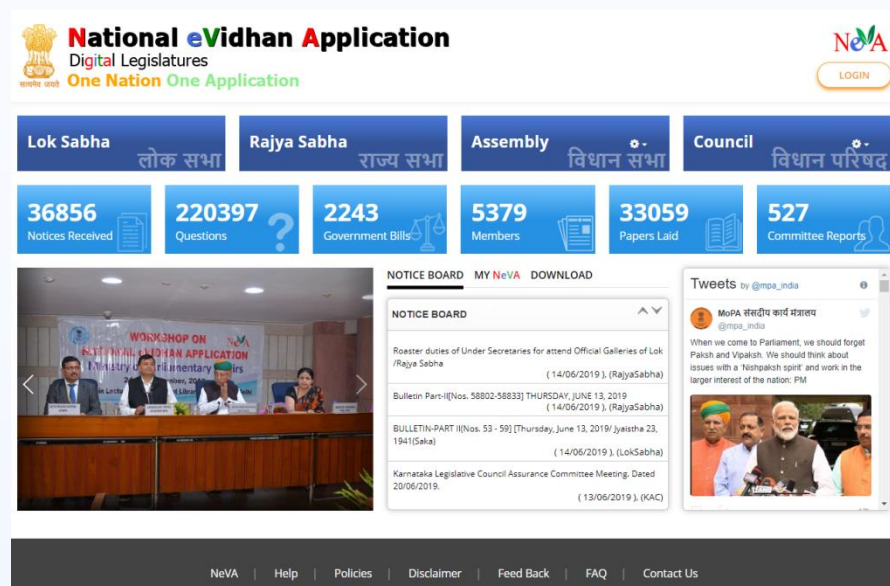 National eVidhan Application
Digital Legislatures
One Nation One Application
सत्यमेव जयते
NeVA
LOGIN
Lok Sabha
लोक सभा
Rajya Sabha
राज्य सभा
Assembly
विधान सभा
Council
विधान परिषद
36856
Notices Received
220397
Questions
2243
Government Bills
5379
Members
33059
Papers Laid
527
Committee Reports
WORKSHOP ON
NeVA
NATIONAL eVIDHAN APPLICATION
NOTICE BOARD MY NeVA DOWNLOAD
NOTICE BOARD
Roaster duties of Under Secretaries for attend Official Galleries of Lok
/Rajya Sabha
( 14/06/2019 ), (RajyaSabha)
Bulletin Part-II[Nos. 58802-58833] THURSDAY, JUNE 13, 2019
( 14/06/2019 ), (RajyaSabha)
BULLETIN-PART II(Nos. 53 - 59] [Thursday, June 13, 2019/ Jyaistha 23,
1941(Saka)
( 14/06/2019 ), (LokSabha)
Karnataka Legislative Council Assurance Committee Meeting. Dated
20/06/2019.
( 13/06/2019 ), (KAC)
Tweets by @mpa_india
MoPA संसदीय कार्य मंत्रालय
@mpa_india
When we come to Parliament, we should forget
Paksh and Vipaksh. We should think about
issues with a 'Nishpaksh spirit' and work in the
larger interest of the nation: PM
NeVA | Help | Policies | Disclaimer | Feed Back | FAQ | Contact Us